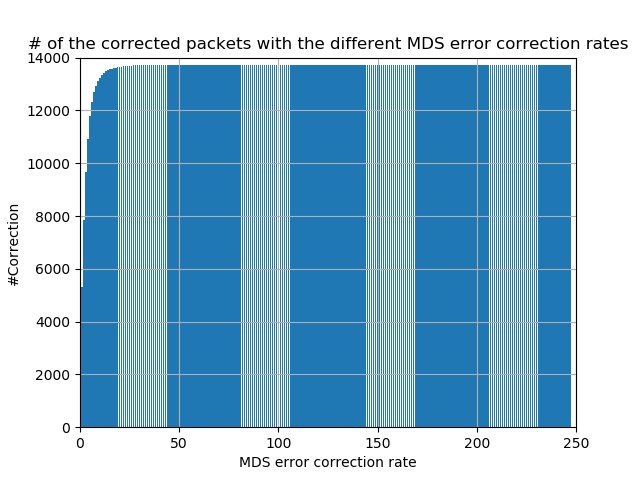 # of the corrected packets with the different MDS error correction rates
14000
12000
10000
8000
6000
4000
2000
0
#Correction
0 50 100 150 200 250
MDS error correction rate